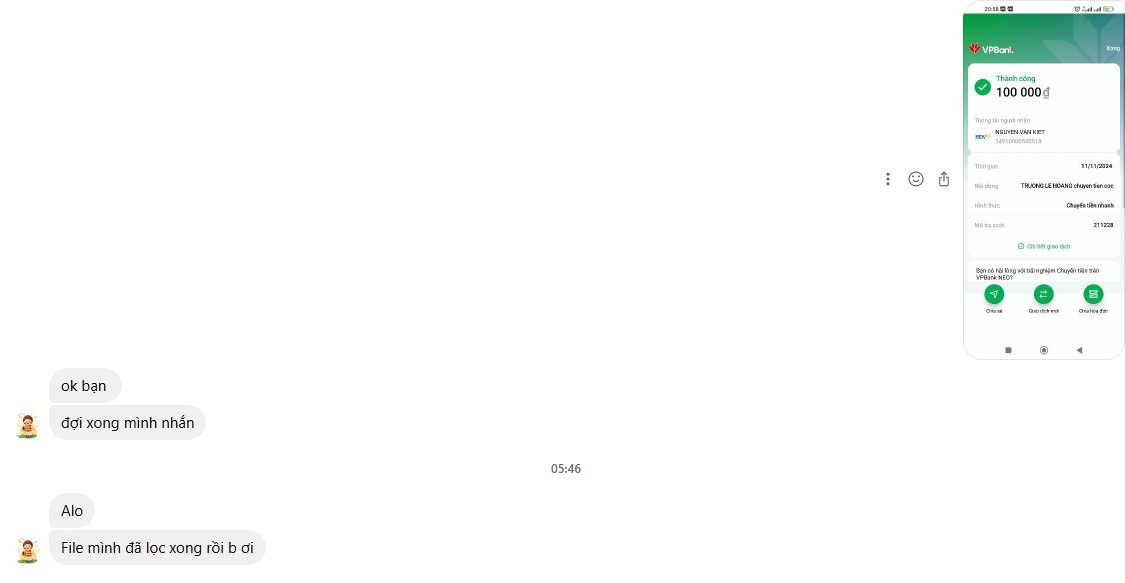 20:58
VPBank
Xong
Thành công
100 000₫
Thông tin người nhận
BIDV
NGUYEN VAN KIET
Thời gian 11/11/2024
Nội dung TRUONG LE HOANG chuyen tien coc
Hình thức Chuyển tiền nhanh
Mã tra soát 211228
Chi tiết giao dịch
Bạn có hài lòng với trải nghiệm Chuyển tiền trên
VPBank NEO?
Chia sẻ Giao dịch mới Chia hóa đơn
ok bạn
đợi xong mình nhắn
05:46
Alo
File mình đã lọc xong rồi b ơi